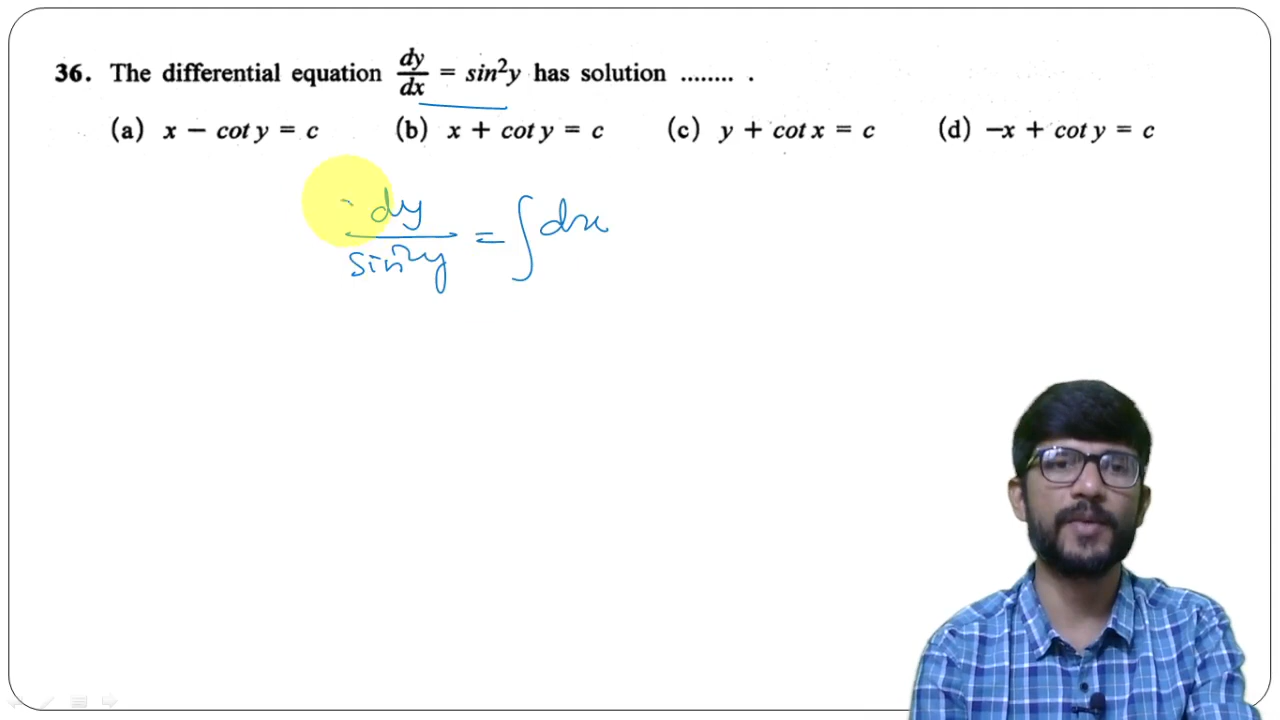 36. The differential equation dy/dx = sin²y has solution ........ .
(a) x − cot y = c (b) x + cot y = c (c) y + cot x = c (d) −x + cot y = c
dy/sin²y = ∫dx